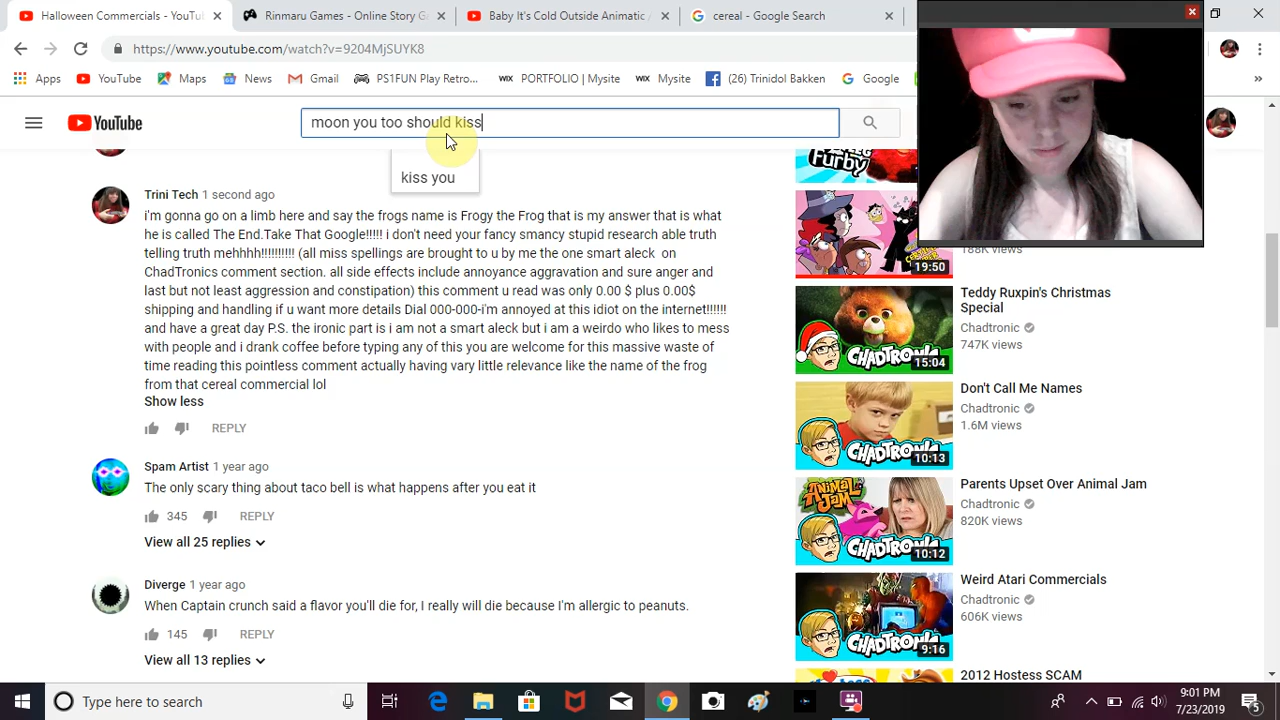 Halloween Commercials - YouTub
Rinmaru Games - Online Story G
Baby It's Cold Outside Animatic
cereal - Google Search
https://www.youtube.com/watch?v=9204MjSUYK8
Apps YouTube Maps News Gmail PS1FUN Play Retro... PORTFOLIO | Mysite Mysite (26) Trinidol Bakken Google
YouTube
moon you too should kiss
kiss you
Trini Tech 1 second ago
i'm gonna go on a limb here and say the frogs name is Frogy the Frog that is my answer that is what
he is called The End.Take That Google!!!!! i don't need your fancy smancy stupid research able truth
telling truth mehhhh!!!!!!!!!! (all miss spellings are brought to u by me the one smart aleck on
ChadTronics comment section. all side effects include annoyance aggravation and sure anger and
last but not least aggression and constipation) this comment u read was only 0.00 $ plus 0.00$
shipping and handling if u want more details Dial 000-000-i'm annoyed at this idiot on the internet!!!!!!
and have a great day P.S. the ironic part is i am not a smart aleck but i am a weirdo who likes to mess
with people and i drank coffee before typing any of this you are welcome for this massive waste of
time reading this pointless comment actually having vary little relevance like the name of the frog
from that cereal commercial lol
Show less
REPLY
Spam Artist 1 year ago
The only scary thing about taco bell is what happens after you eat it
345 REPLY
View all 25 replies
Diverge 1 year ago
When Captain crunch said a flavor you'll die for, I really will die because I'm allergic to peanuts.
145 REPLY
View all 13 replies
Furby
188K views
19:50
Teddy Ruxpin's Christmas
Special
Chadtronic
747K views
CHADTRONIC
15:04
Don't Call Me Names
Chadtronic
1.6M views
CHADTRONIC
10:13
Parents Upset Over Animal Jam
Chadtronic
820K views
ANIMAL JAM
CHADTRONIC
10:12
Weird Atari Commercials
Chadtronic
606K views
CHADTRONIC
9:16
2012 Hostess SCAM
Type here to search
9:01 PM
7/23/2019
5